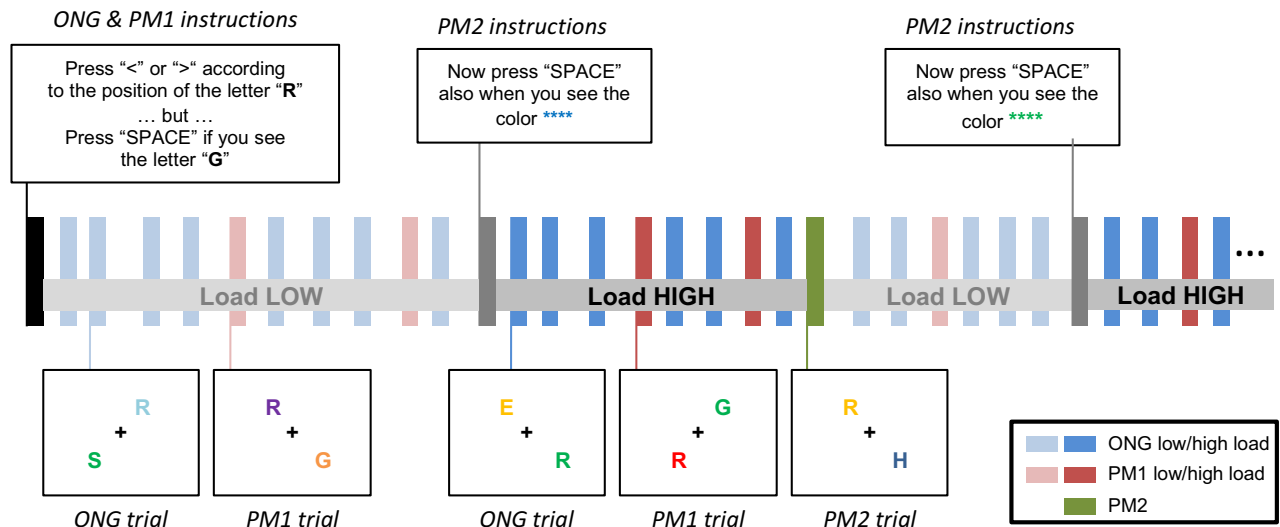 ONG & PM1 instructions
Press “<” or “>“ according
to the position of the letter “R”
… but …
Press “SPACE” if you see
the letter “G”
PM2 instructions
Now press “SPACE”
also when you see the
color ****
PM2 instructions
Now press “SPACE”
also when you see the
color ****
...
Load LOW
Load HIGH
Load LOW
Load HIGH
R
+
S
ONG trial
R
+
G
PM1 trial
E
+
R
ONG trial
G
+
R
PM1 trial
R
+
H
PM2 trial
ONG low/high load
PM1 low/high load
PM2